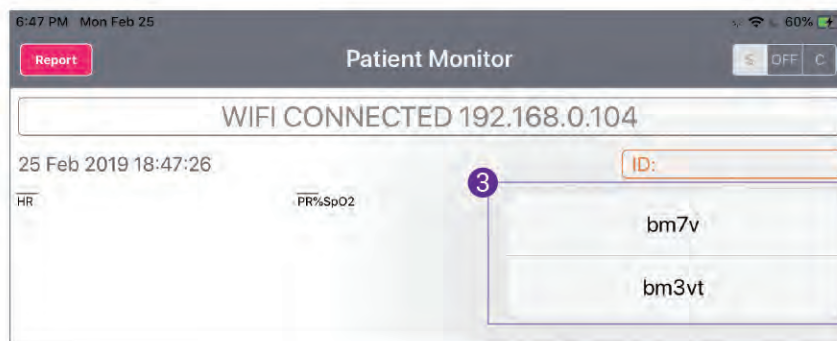 6:47 PM Mon Feb 25 60%
Report Patient Monitor S OFF C
WIFI CONNECTED 192.168.0.104
25 Feb 2019 18:47:26 ID:
3
HR PR%SpO2
bm7v
bm3vt